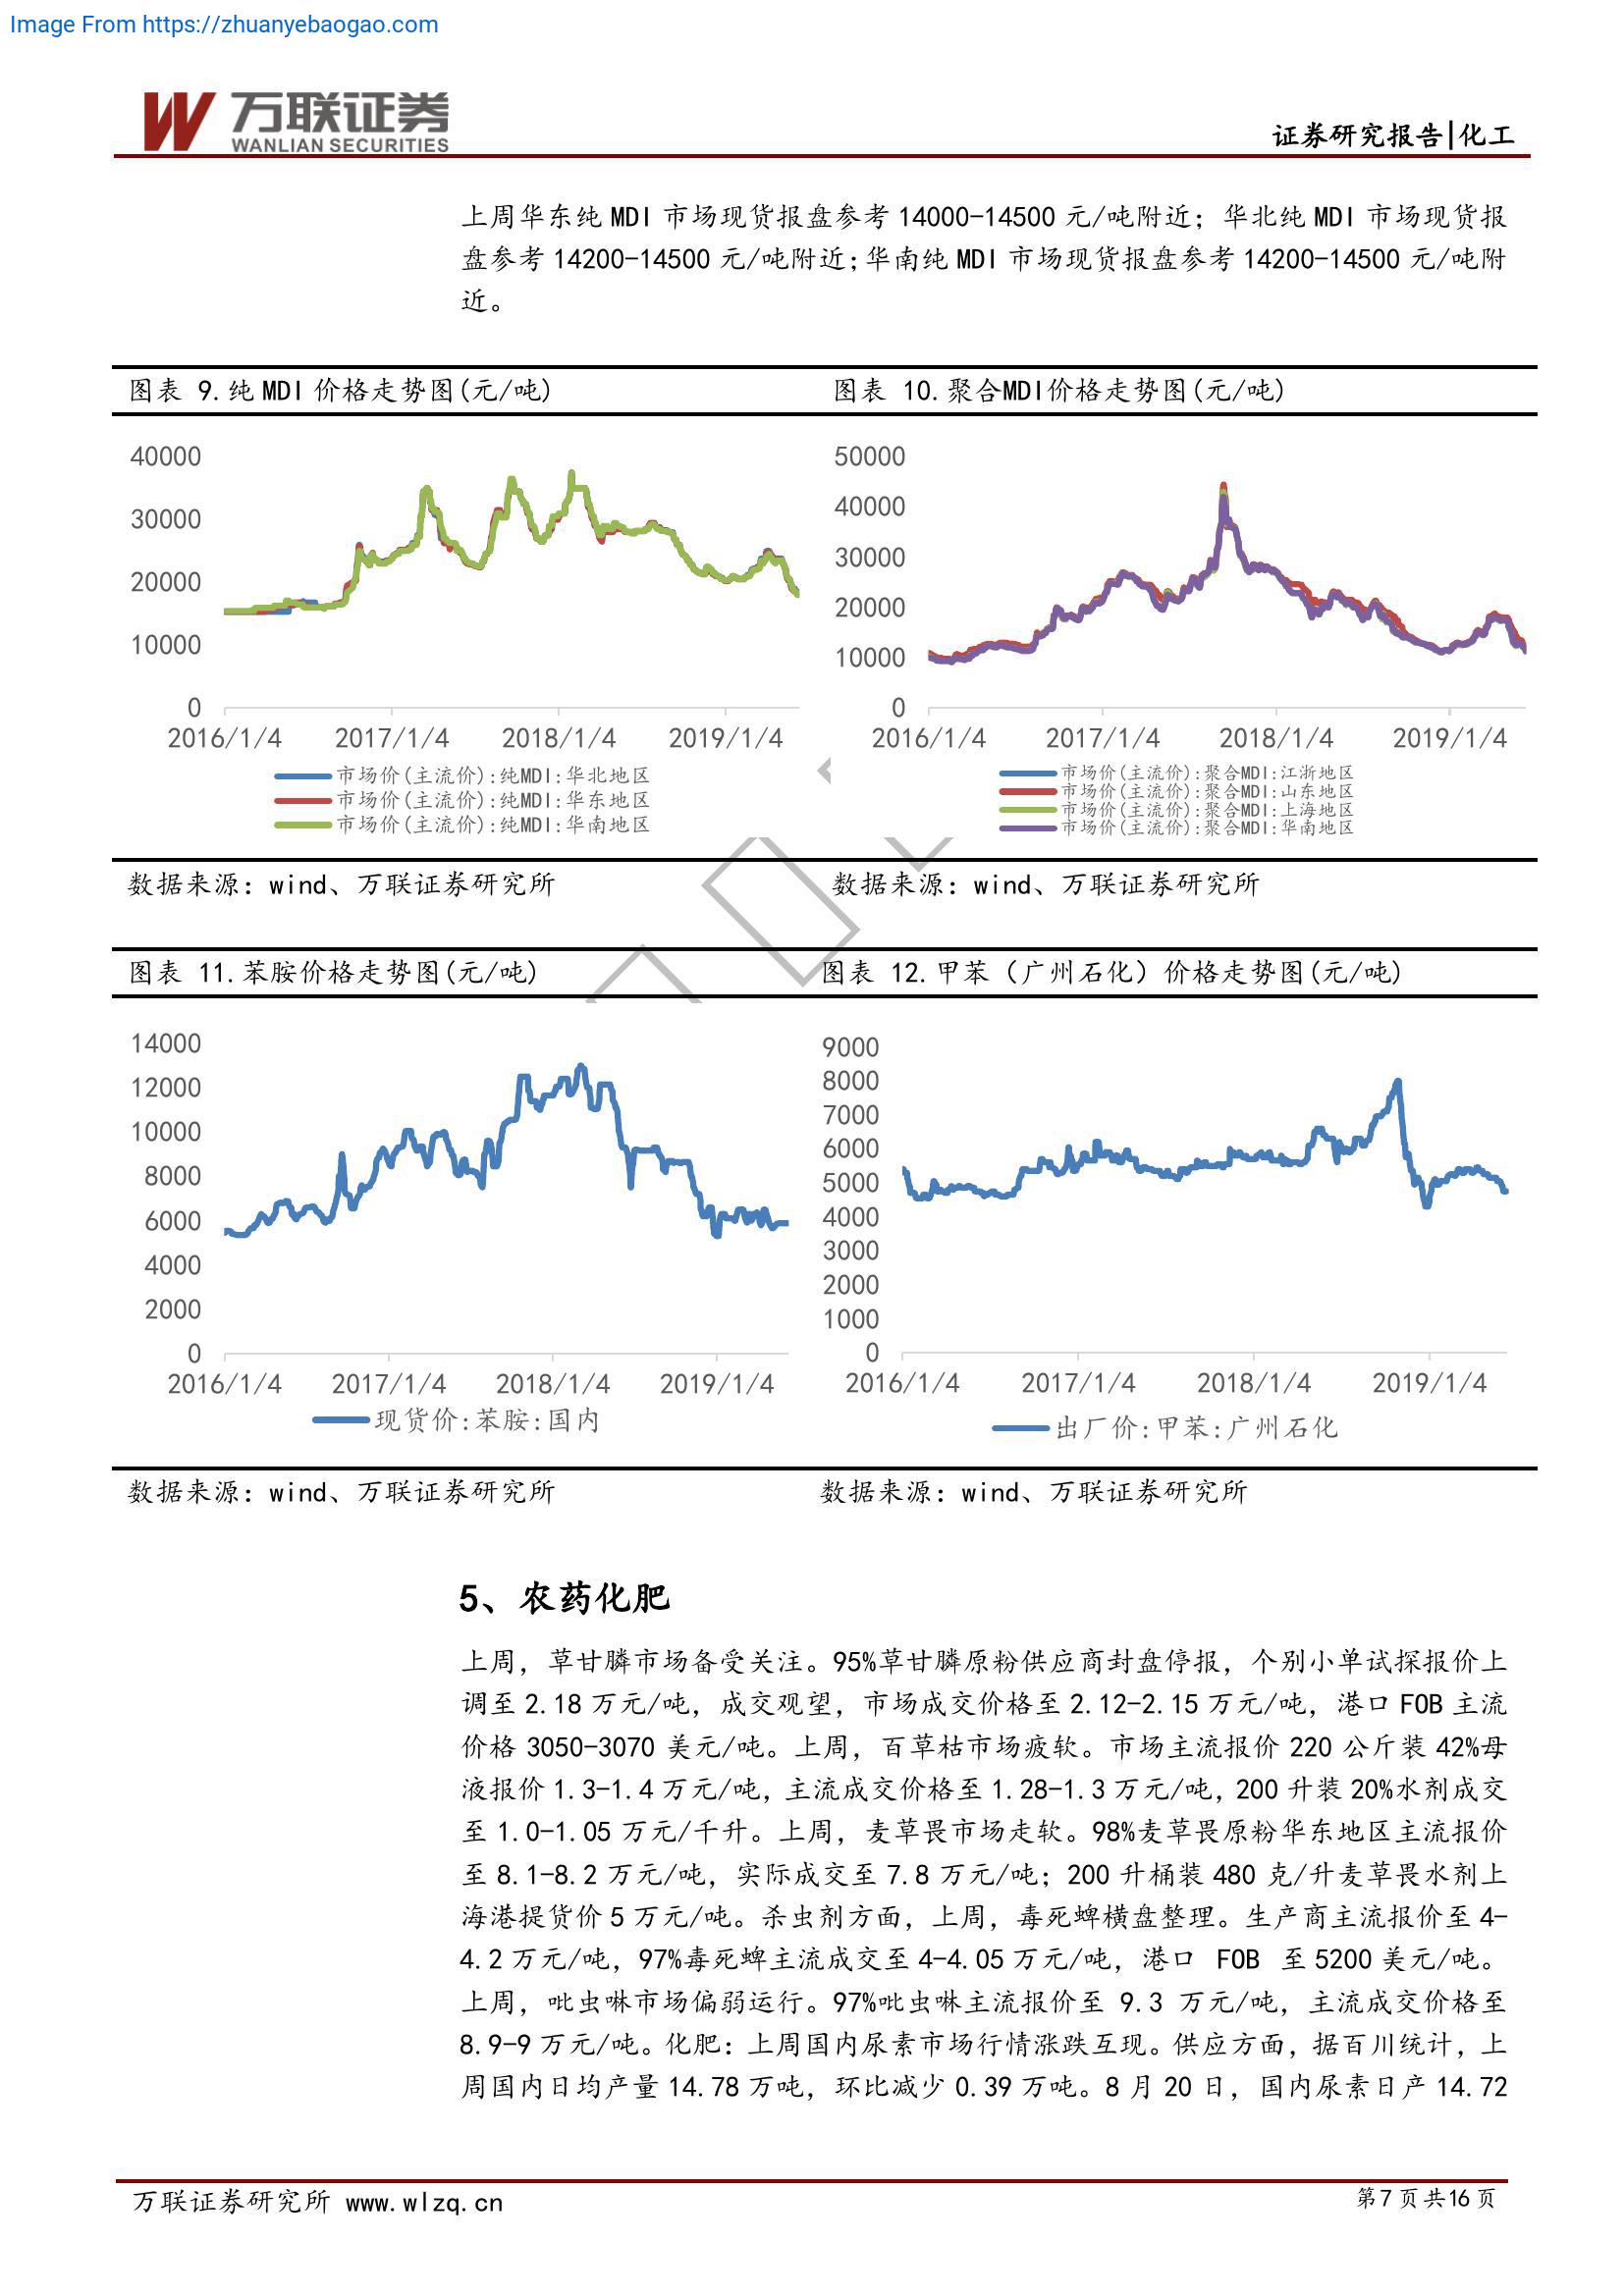 Image From https://zhuanyebaogao.com
万联证券
WANLIAN SECURITIES
证券研究报告|化工
上周华东纯 MDI 市场现货报盘参考 14000-14500 元/吨附近；华北纯 MDI 市场现货报
盘参考 14200-14500 元/吨附近;华南纯 MDI 市场现货报盘参考 14200-14500 元/吨附
近。
图表 9.纯 MDI 价格走势图(元/吨)
图表 10.聚合MDI价格走势图(元/吨)
40000
30000
20000
10000
0
2016/1/4 2017/1/4 2018/1/4 2019/1/4
市场价(主流价):纯MDI:华北地区
市场价(主流价):纯MDI:华东地区
市场价(主流价):纯MDI:华南地区
50000
40000
30000
20000
10000
0
2016/1/4 2017/1/4 2018/1/4 2019/1/4
市场价(主流价):聚合MDI:江浙地区
市场价(主流价):聚合MDI:山东地区
市场价(主流价):聚合MDI:上海地区
市场价(主流价):聚合MDI:华南地区
数据来源：wind、万联证券研究所
数据来源：wind、万联证券研究所
图表 11.苯胺价格走势图(元/吨)
图表 12.甲苯（广州石化）价格走势图(元/吨)
14000
12000
10000
8000
6000
4000
2000
0
2016/1/4 2017/1/4 2018/1/4 2019/1/4
现货价:苯胺:国内
9000
8000
7000
6000
5000
4000
3000
2000
1000
0
2016/1/4 2017/1/4 2018/1/4 2019/1/4
出厂价:甲苯:广州石化
数据来源：wind、万联证券研究所
数据来源：wind、万联证券研究所
5、农药化肥
上周，草甘膦市场备受关注。95%草甘膦原粉供应商封盘停报，个别小单试探报价上
调至 2.18 万元/吨，成交观望，市场成交价格至 2.12-2.15 万元/吨，港口 FOB 主流
价格 3050-3070 美元/吨。上周，百草枯市场疲软。市场主流报价 220 公斤装 42%母
液报价 1.3-1.4 万元/吨，主流成交价格至 1.28-1.3 万元/吨，200 升装 20%水剂成交
至 1.0-1.05 万元/千升。上周，麦草畏市场走软。98%麦草畏原粉华东地区主流报价
至 8.1-8.2 万元/吨，实际成交至 7.8 万元/吨；200 升桶装 480 克/升麦草畏水剂上
海港提货价 5 万元/吨。杀虫剂方面，上周，毒死蜱横盘整理。生产商主流报价至 4-
4.2 万元/吨，97%毒死蜱主流成交至 4-4.05 万元/吨，港口 FOB 至 5200 美元/吨。
上周，吡虫啉市场偏弱运行。97%吡虫啉主流报价至 9.3 万元/吨，主流成交价格至
8.9-9 万元/吨。化肥：上周国内尿素市场行情涨跌互现。供应方面，据百川统计，上
周国内日均产量 14.78 万吨，环比减少 0.39 万吨。8 月 20 日，国内尿素日产 14.72
万联证券研究所 www.wlzq.cn
第 7 页 共 16 页